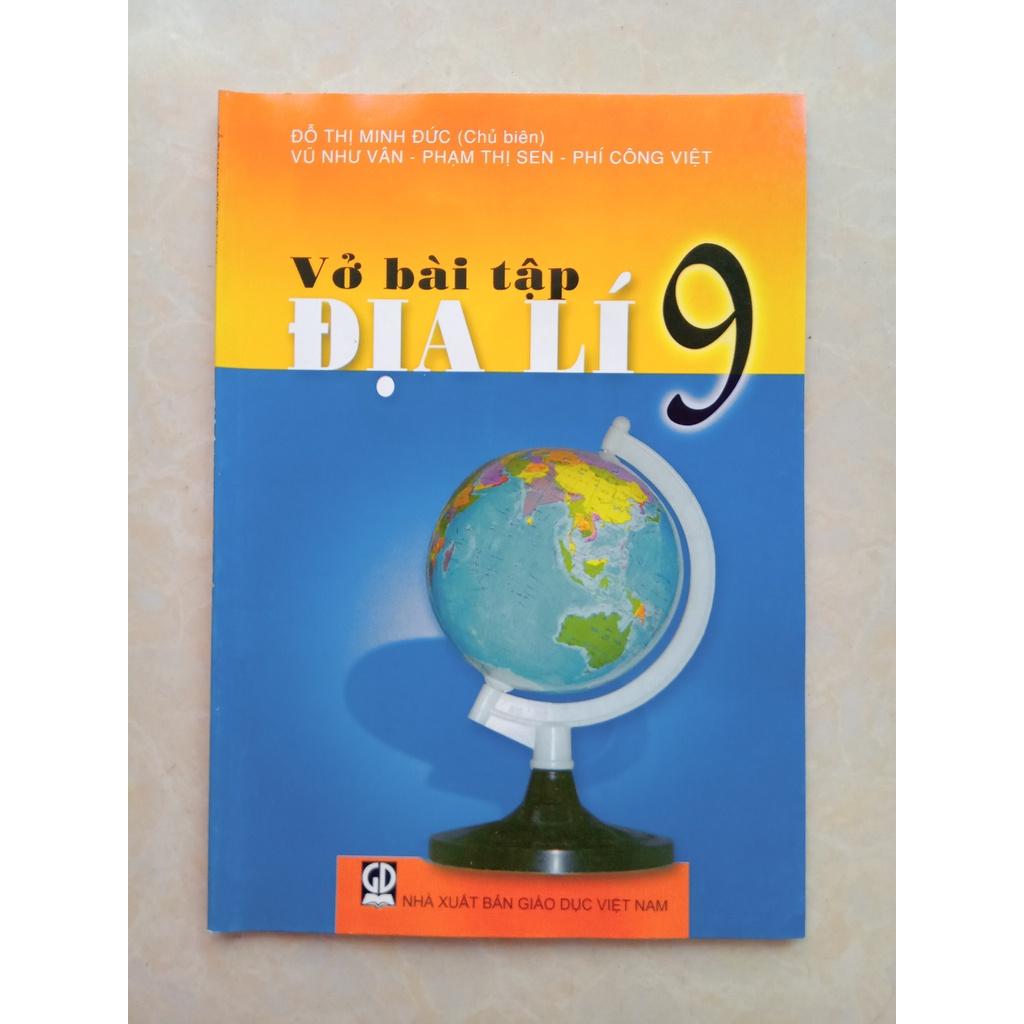 ĐỖ THỊ MINH ĐỨC (Chủ biên)
VŨ NHƯ VÂN - PHẠM THỊ SEN - PHÍ CÔNG VIỆT
Vở bài tập
ĐỊA LÍ 9
GD
NHÀ XUẤT BẢN GIÁO DỤC VIỆT NAM